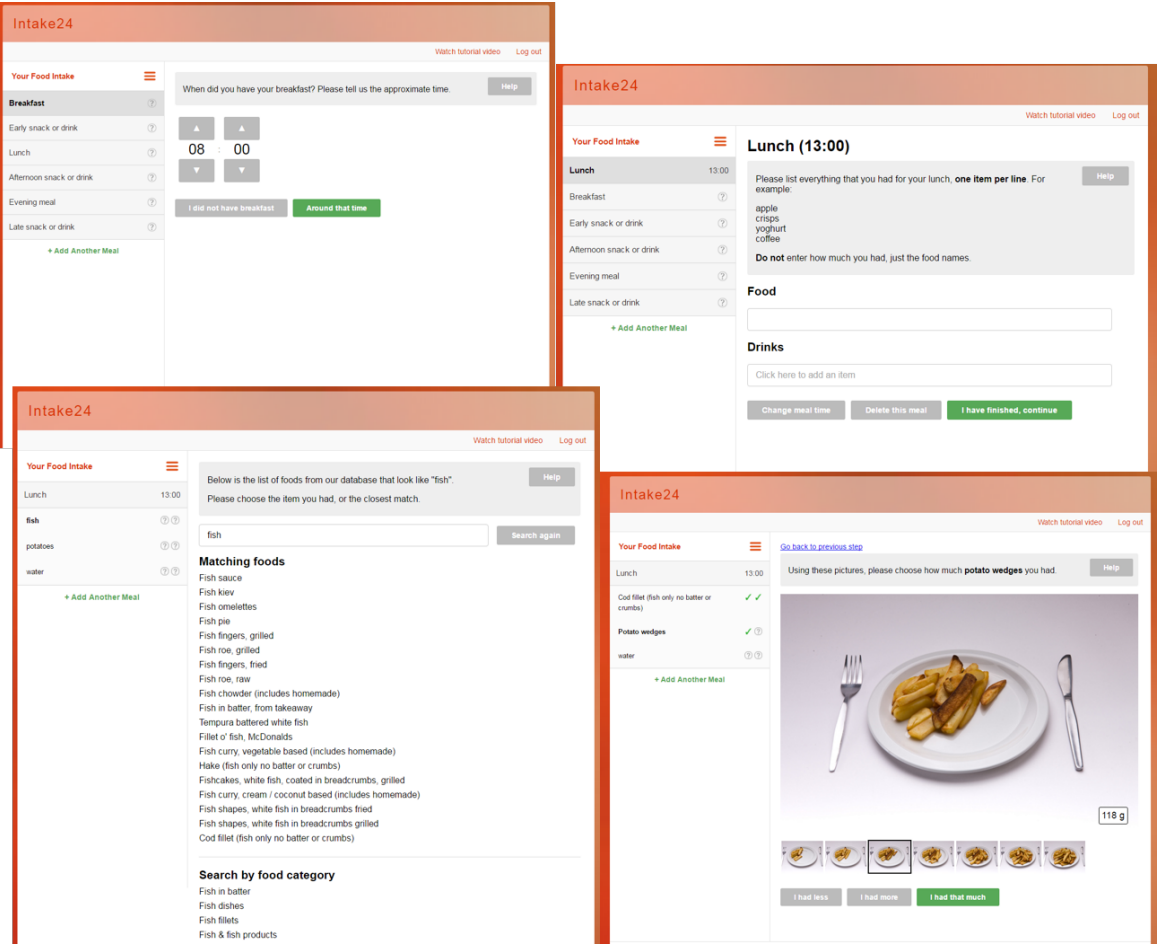 Intake24
Watch tutorial video Log out
Your Food Intake
Breakfast ?
Early snack or drink ?
Lunch ?
Afternoon snack or drink ?
Evening meal ?
Late snack or drink ?
+ Add Another Meal
When did you have your breakfast? Please tell us the approximate time. Help
08 : 00
I did not have breakfast Around that time
Intake24
Watch tutorial video Log out
Your Food Intake
Lunch 13:00
Breakfast ?
Early snack or drink ?
Afternoon snack or drink ?
Evening meal ?
Late snack or drink ?
+ Add Another Meal
Lunch (13:00)
Please list everything that you had for your lunch, one item per line. For Help
example:
apple
crisps
yoghurt
coffee
Do not enter how much you had, just the food names.
Food
Drinks
Click here to add an item
Change meal time Delete this meal I have finished, continue
Intake24
Watch tutorial video Log out
Your Food Intake
Lunch 13:00
fish ? ?
potatoes ? ?
water ? ?
+ Add Another Meal
Below is the list of foods from our database that look like "fish". Help
Please choose the item you had, or the closest match.
fish Search again
Matching foods
Fish sauce
Fish kiev
Fish omelettes
Fish pie
Fish fingers, grilled
Fish roe, grilled
Fish fingers, fried
Fish roe, raw
Fish chowder (includes homemade)
Fish in batter, from takeaway
Tempura battered white fish
Fillet o' fish, McDonalds
Fish curry, vegetable based (includes homemade)
Hake (fish only no batter or crumbs)
Fishcakes, white fish, coated in breadcrumbs, grilled
Fish curry, cream / coconut based (includes homemade)
Fish shapes, white fish in breadcrumbs fried
Fish shapes, white fish in breadcrumbs grilled
Cod fillet (fish only no batter or crumbs)
Search by food category
Fish in batter
Fish dishes
Fish fillets
Fish & fish products
Intake24
Watch tutorial video Log out
Your Food Intake
Lunch 13:00
Cod fillet (fish only no batter or ✓ ✓
crumbs)
Potato wedges ✓ ?
water ? ?
+ Add Another Meal
Go back to previous step
Using these pictures, please choose how much potato wedges you had. Help
118 g
I had less I had more I had that much